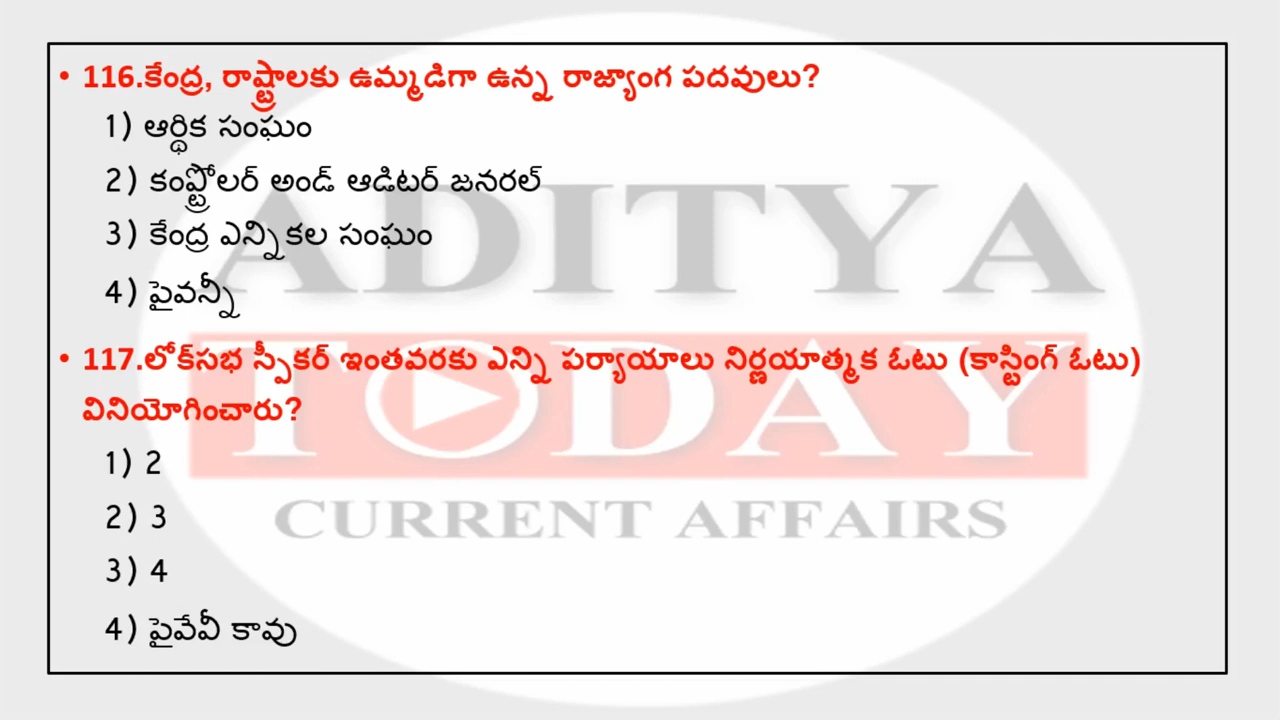 • 116.కేంద్ర, రాష్ట్రాలకు ఉమ్మడిగా ఉన్న రాజ్యాంగ పదవులు?
1) ఆర్థిక సంఘం
2) కంప్ట్రోలర్ అండ్ ఆడిటర్ జనరల్
3) కేంద్ర ఎన్నికల సంఘం
4) పైవన్నీ
• 117.లోక్‌సభ స్పీకర్ ఇంతవరకు ఎన్ని పర్యాయాలు నిర్ణయాత్మక ఓటు (కాస్టింగ్ ఓటు)
వినియోగించారు?
1) 2
2) 3
3) 4
4) పైవేవీ కావు
ADITYA
TODAY
CURRENT AFFAIRS